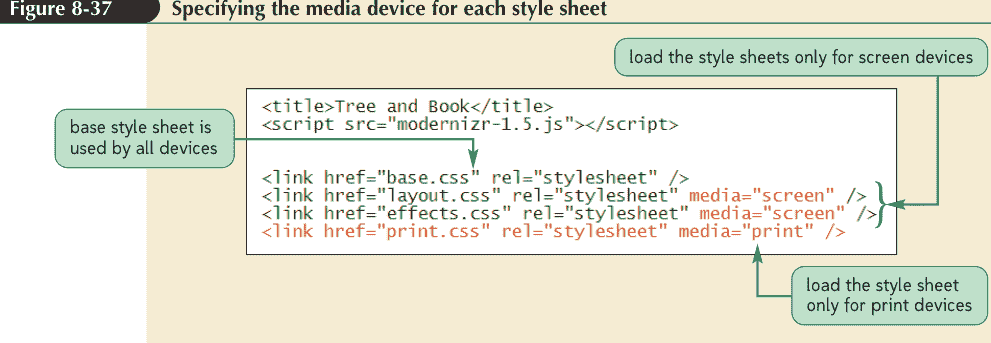 Figure 8-37 Specifying the media device for each style sheet
load the style sheets only for screen devices
base style sheet is
used by all devices
<title>Tree and Book</title>
<script src="modernizr-1.5.js"></script>
<link href="base.css" rel="stylesheet" />
<link href="layout.css" rel="stylesheet" media="screen" />
<link href="effects.css" rel="stylesheet" media="screen" />
<link href="print.css" rel="stylesheet" media="print" />
load the style sheet
only for print devices